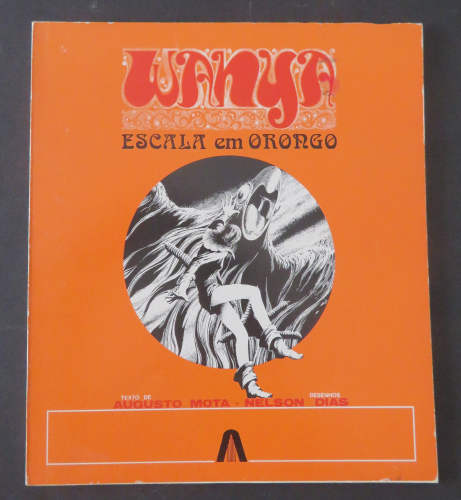 WANYA
ESCALA em ORONGO
TEXTO DE DESENHOS
AUGUSTO MOTA • NELSON DIAS